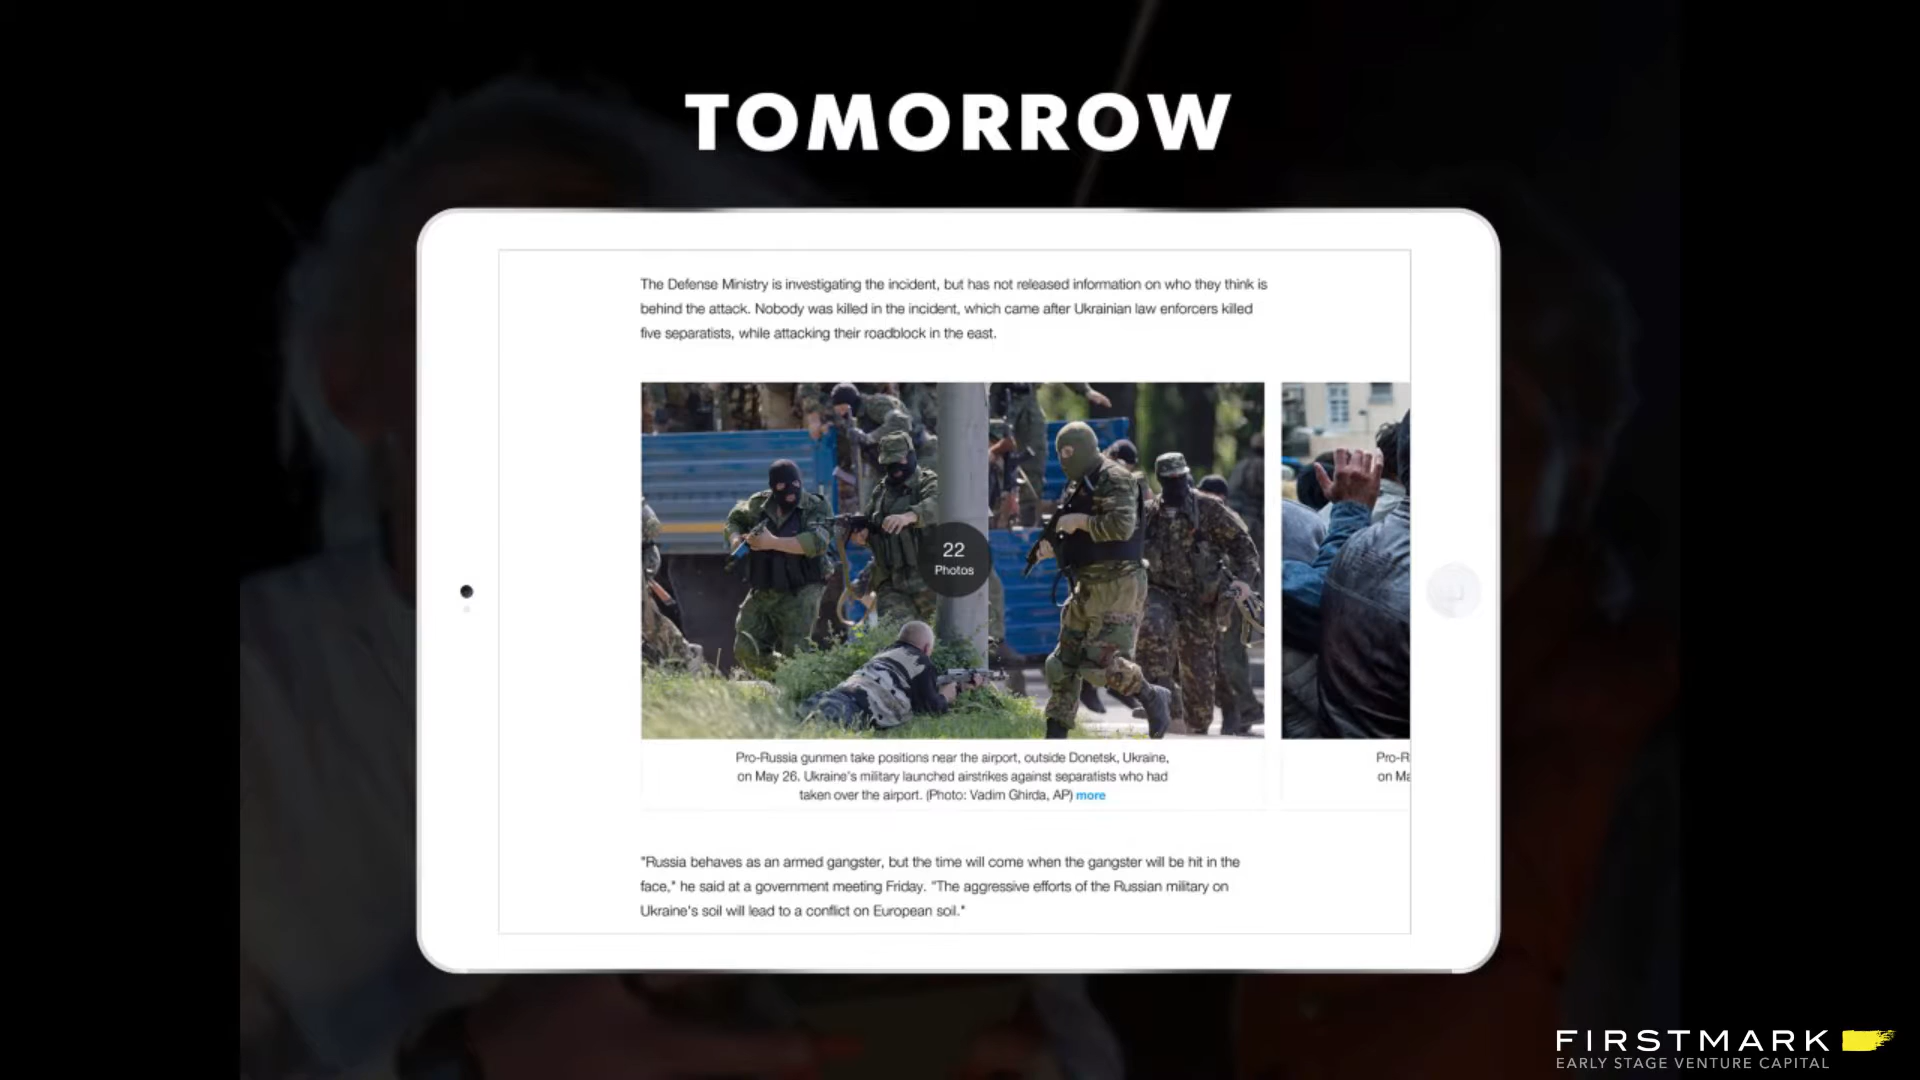 TOMORROW
The Defense Ministry is investigating the incident, but has not released information on who they think is
behind the attack. Nobody was killed in the incident, which came after Ukrainian law enforcers killed
five separatists, while attacking their roadblock in the east.
22
Photos
Pro-Russia gunmen take positions near the airport, outside Donetsk, Ukraine,
on May 26. Ukraine's military launched airstrikes against separatists who had
taken over the airport. (Photo: Vadim Ghirda, AP) more
Pro-R
on Ma
"Russia behaves as an armed gangster, but the time will come when the gangster will be hit in the
face," he said at a government meeting Friday. "The aggressive efforts of the Russian military on
Ukraine's soil will lead to a conflict on European soil."
FIRSTMARK
EARLY STAGE VENTURE CAPITAL